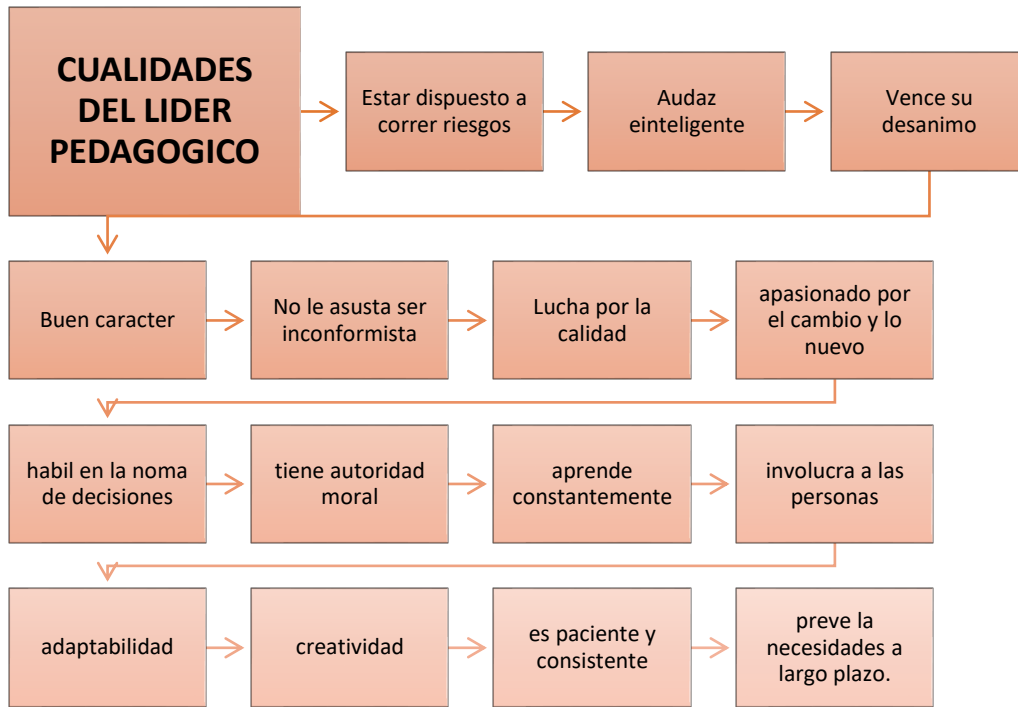 CUALIDADES
DEL LIDER
PEDAGOGICO
Estar dispuesto a
correr riesgos
Audaz
einteligente
Vence su
desanimo
Buen caracter
No le asusta ser
inconformista
Lucha por la
calidad
apasionado por
el cambio y lo
nuevo
habil en la noma
de decisiones
tiene autoridad
moral
aprende
constantemente
involucra a las
personas
adaptabilidad
creatividad
es paciente y
consistente
preve la
necesidades a
largo plazo.